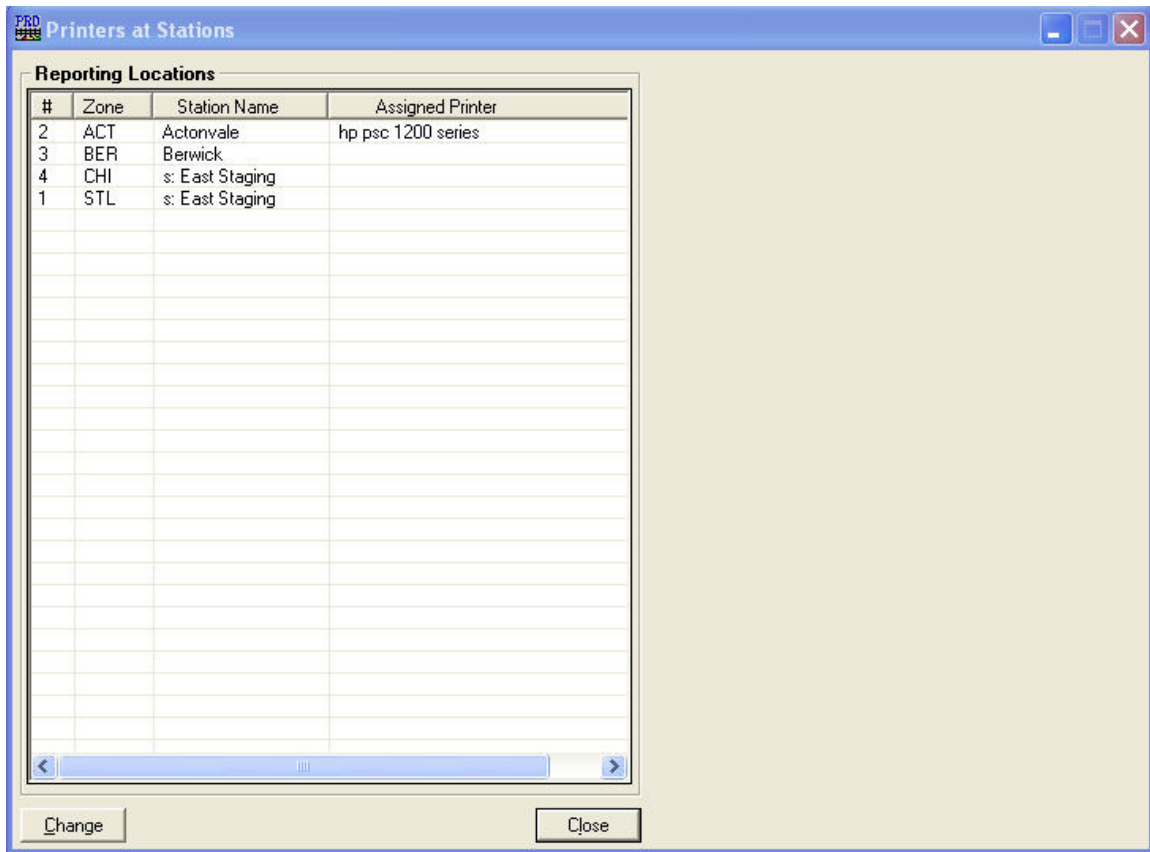 PRD
Printers at Stations
Reporting Locations
# Zone Station Name Assigned Printer
2 ACT Actonvale hp psc 1200 series
3 BER Berwick
4 CHI s: East Staging
1 STL s: East Staging
Change Close